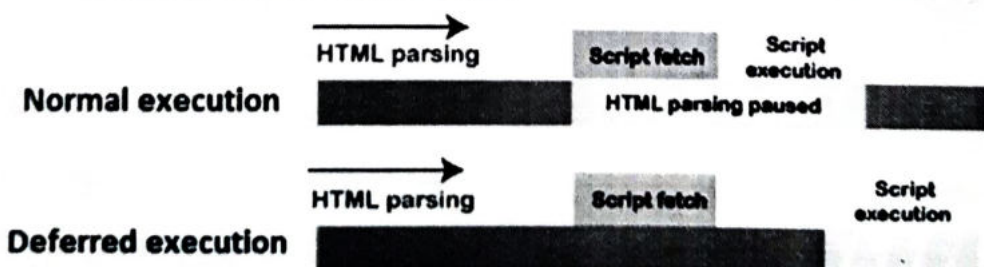 HTML parsing
Script fetch
Script
execution
Normal execution
HTML parsing paused
HTML parsing
Script fetch
Script
execution
Deferred execution